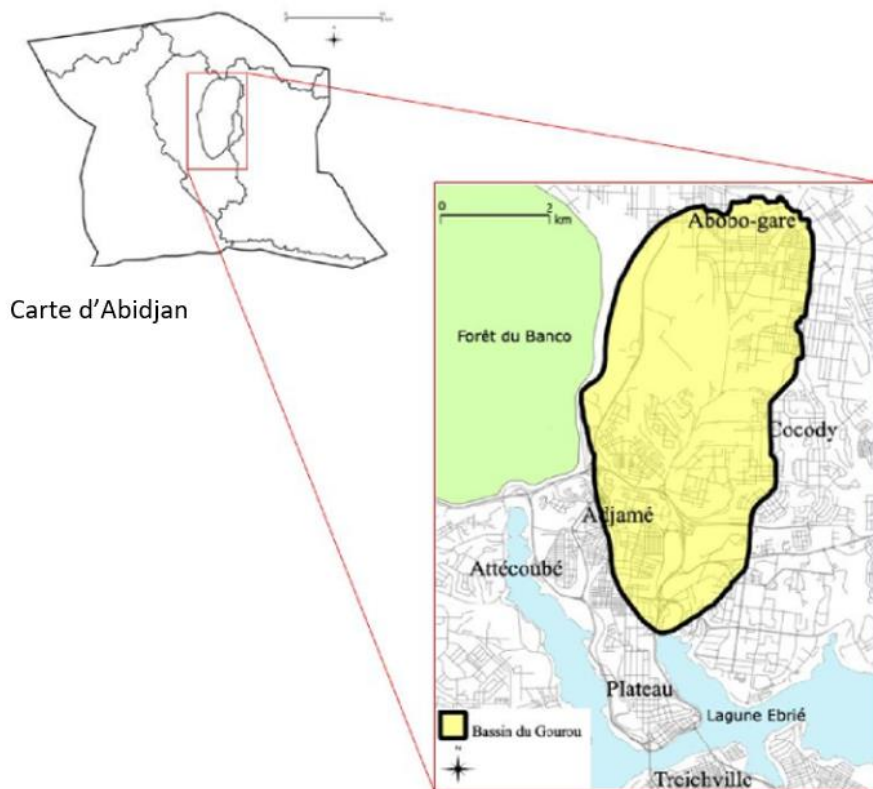 Carte d'Abidjan
0 2
km
Abobo-gare
Forêt du Banco
Cocody
Adjamé
Attécoubé
Plateau
Lagune Ebrié
Bassin du Gourou
N
Treichville